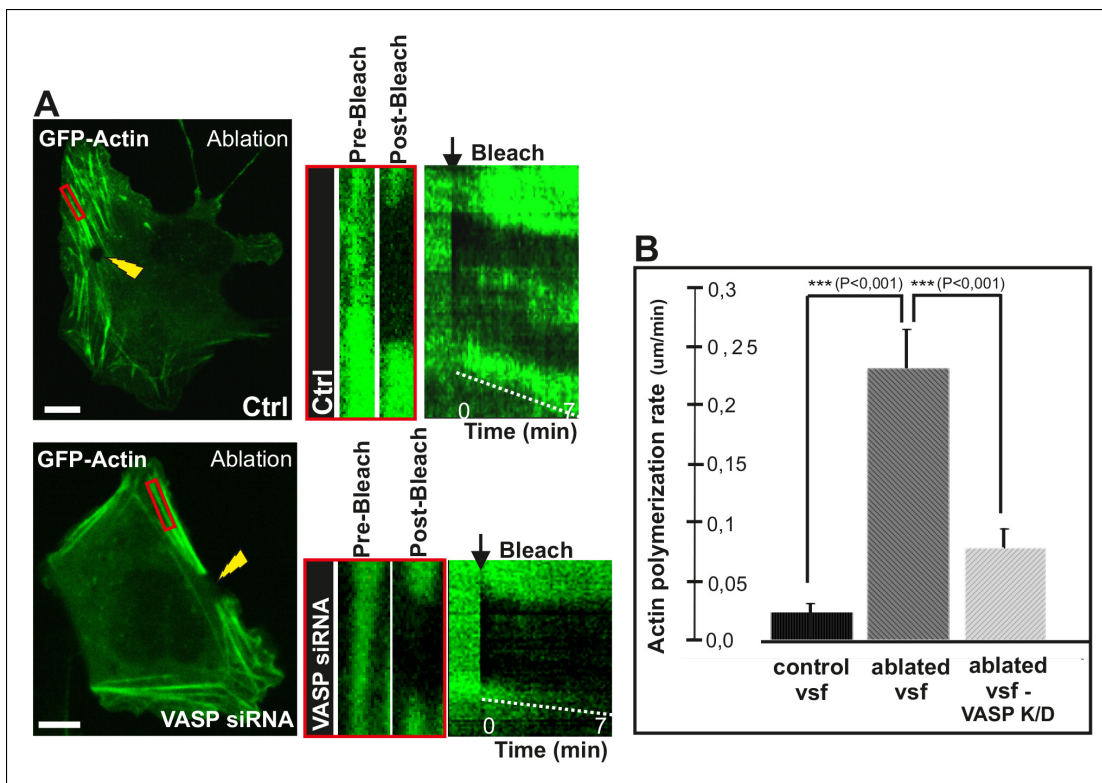 A
GFP-Actin Ablation
Ctrl
Pre-Bleach
Post-Bleach
Bleach
Ctrl
0 7
Time (min)
GFP-Actin Ablation
VASP siRNA
Pre-Bleach
Post-Bleach
Bleach
VASP siRNA
0 7
Time (min)
B
Actin polymerization rate (um/min)
0,3
0,25
0,2
0,15
0,1
0,05
0,0
*** (P<0,001) *** (P<0,001)
control ablated ablated
vsf vsf vsf -
VASP K/D